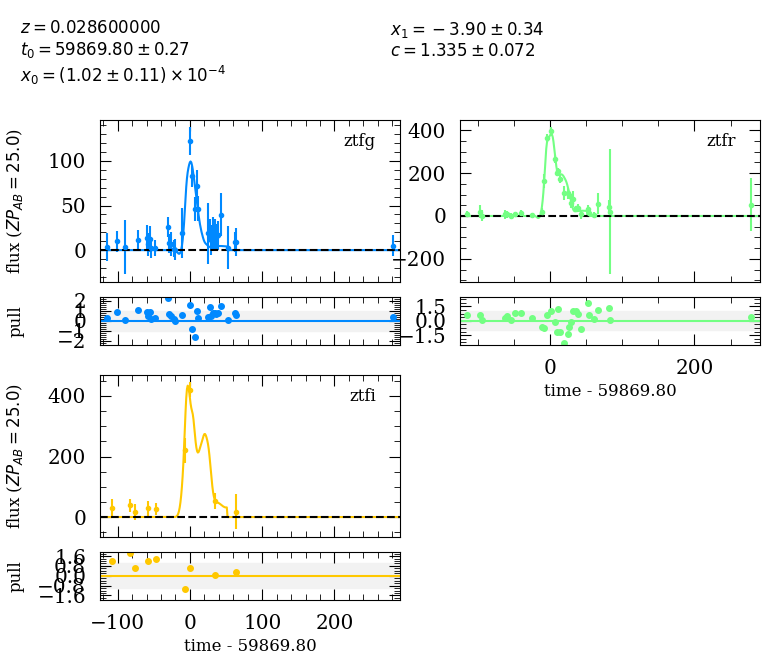 z = 0.028600000
t₀ = 59869.80 ± 0.27
x₀ = (1.02 ± 0.11) × 10⁻⁴
x₁ = −3.90 ± 0.34
c = 1.335 ± 0.072
ztfg
flux (ZP_AB = 25.0)
100
50
0
pull
2
1
0
−1
−2
ztfr
400
200
0
−200
1.5
0.0
−1.5
0
200
time - 59869.80
ztfi
flux (ZP_AB = 25.0)
400
200
0
pull
1.6
0.8
0.0
−0.8
−1.6
−100
0
100
200
time - 59869.80